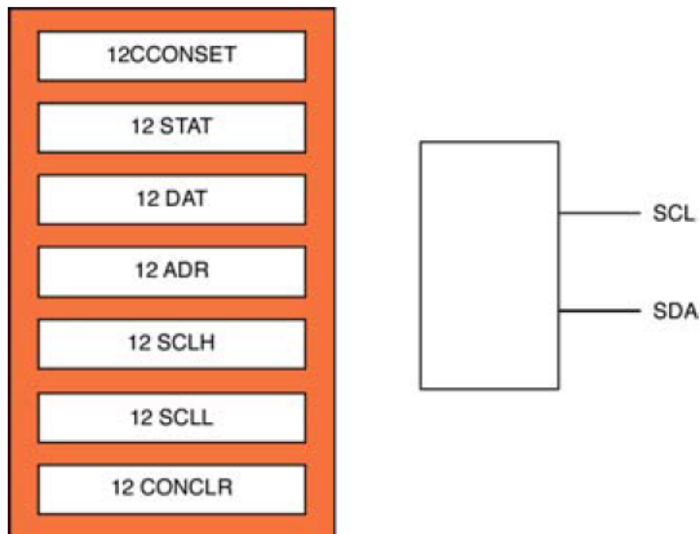 12CCONSET
12 STAT
12 DAT
12 ADR
12 SCLH
12 SCLL
12 CONCLR
SCL
SDA